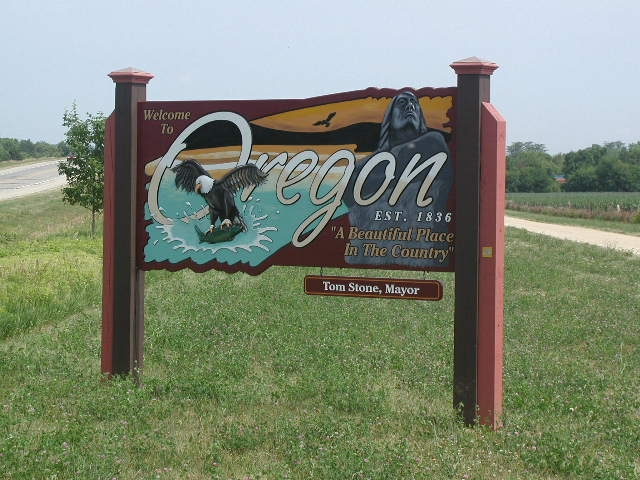 Welcome
To
Oregon
EST. 1836
"A Beautiful Place
In The Country"
Tom Stone, Mayor